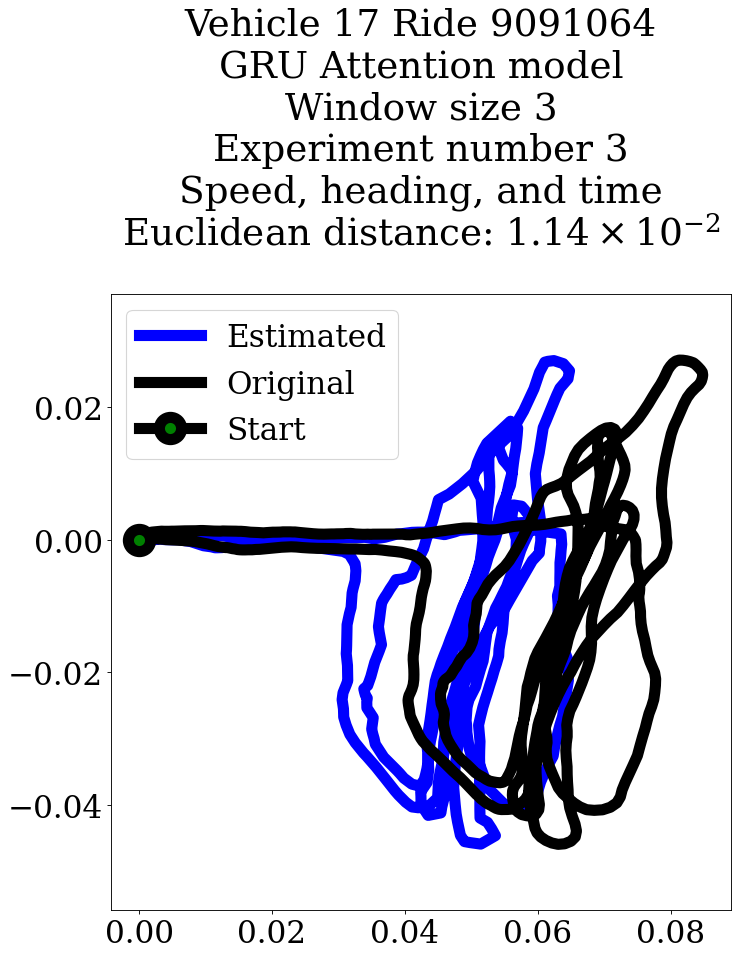 Vehicle 17 Ride 9091064
GRU Attention model
Window size 3
Experiment number 3
Speed, heading, and time
Euclidean distance: 1.14 × 10⁻²
Estimated
Original
Start
0.02
0.00
−0.02
−0.04
0.00 0.02 0.04 0.06 0.08